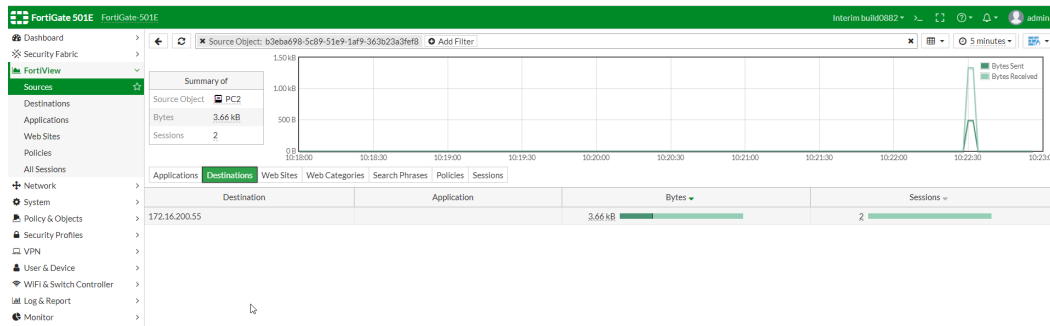 FortiGate 501E FortiGate-501E Interim build0882 admin
Dashboard
Security Fabric
FortiView
Sources
Destinations
Applications
Web Sites
Policies
All Sessions
Network
System
Policy & Objects
Security Profiles
VPN
User & Device
WiFi & Switch Controller
Log & Report
Monitor
Source Object: b3eba698-5c89-51e9-1af9-363b23a3fef8 Add Filter 5 minutes
Summary of
Source Object PC2
Bytes 3.66 kB
Sessions 2
1.50 kB
1.00 kB
500 B
0 B
Bytes Sent
Bytes Received
10:18:00 10:18:30 10:19:00 10:19:30 10:20:00 10:20:30 10:21:00 10:21:30 10:22:00 10:22:30 10:23:0
Applications Destinations Web Sites Web Categories Search Phrases Policies Sessions
Destination Application Bytes Sessions
172.16.200.55 3.66 kB 2